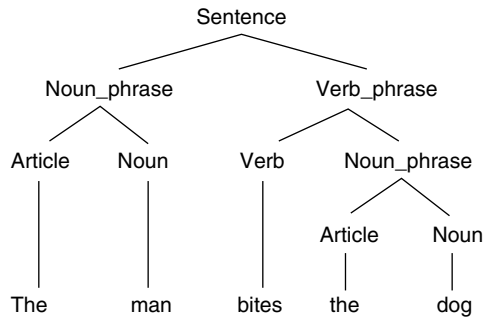 Sentence
Noun_phrase Verb_phrase
Article Noun Verb Noun_phrase
Article Noun
The man bites the dog